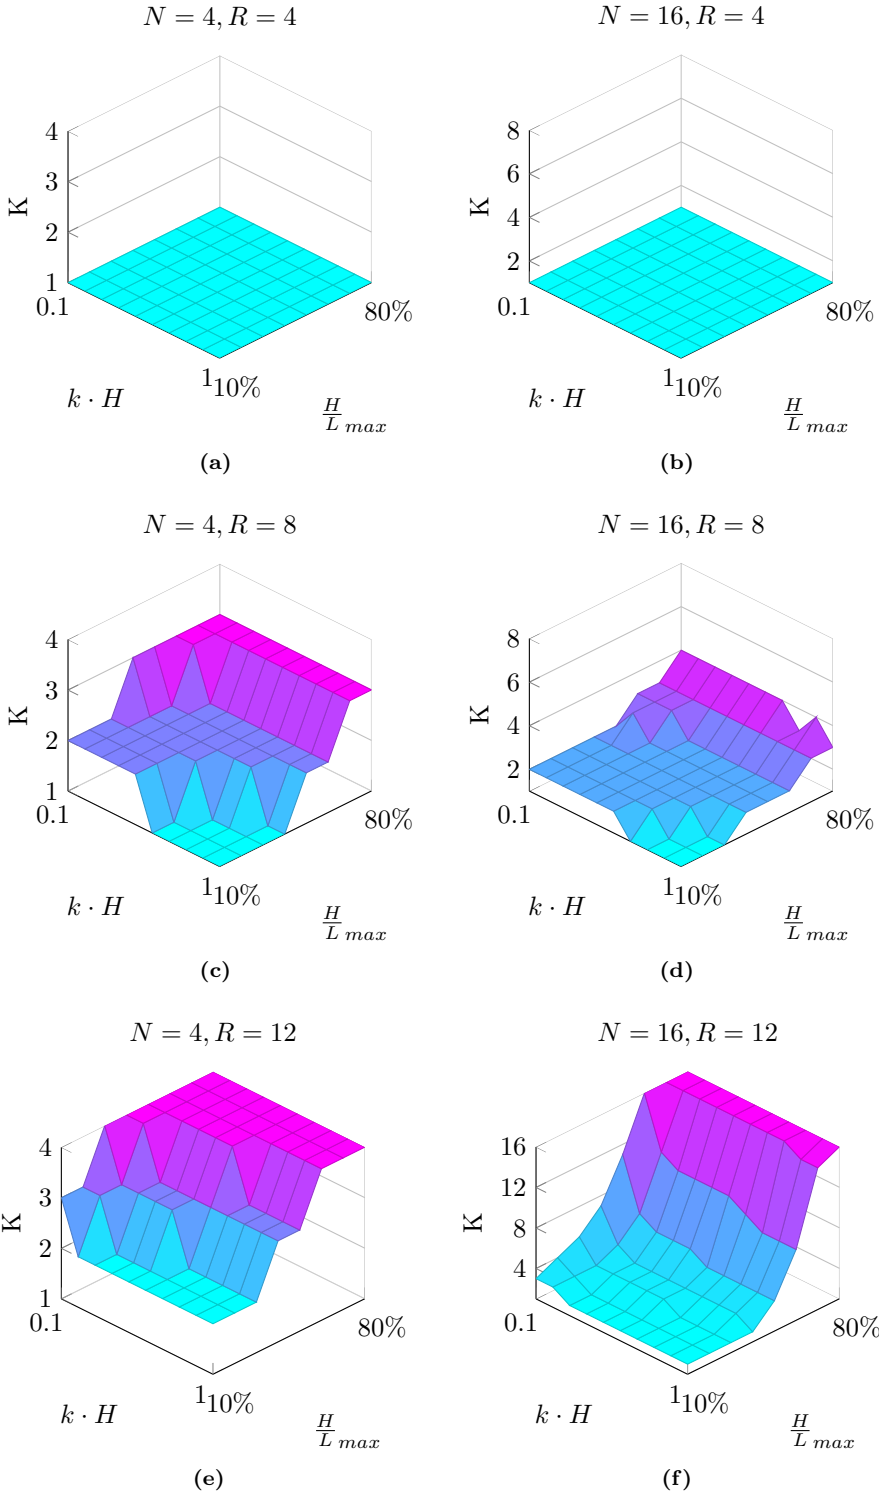 N = 4, R = 4
4
3
2
1
K
0.1
1
10%
80%
k · H
H/L max
(a)
N = 16, R = 4
8
6
4
2
K
0.1
1
10%
80%
k · H
H/L max
(b)
N = 4, R = 8
4
3
2
1
K
0.1
1
10%
80%
k · H
H/L max
(c)
N = 16, R = 8
8
6
4
2
K
0.1
1
10%
80%
k · H
H/L max
(d)
N = 4, R = 12
4
3
2
1
K
0.1
1
10%
80%
k · H
H/L max
(e)
N = 16, R = 12
16
12
8
4
K
0.1
1
10%
80%
k · H
H/L max
(f)